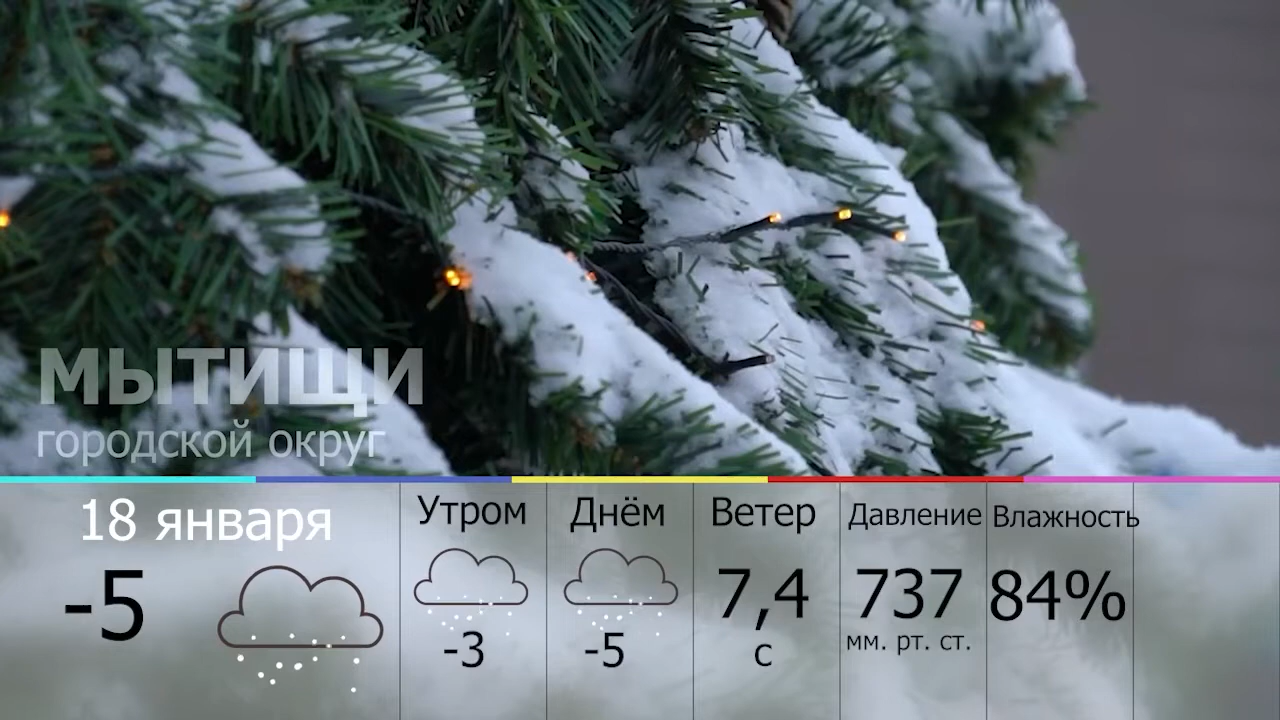 МЫТИЩИ
городской округ
18 января
-5
Утром
-3
Днём
-5
Ветер
7,4
с
Давление
737
мм. рт. ст.
Влажность
84%